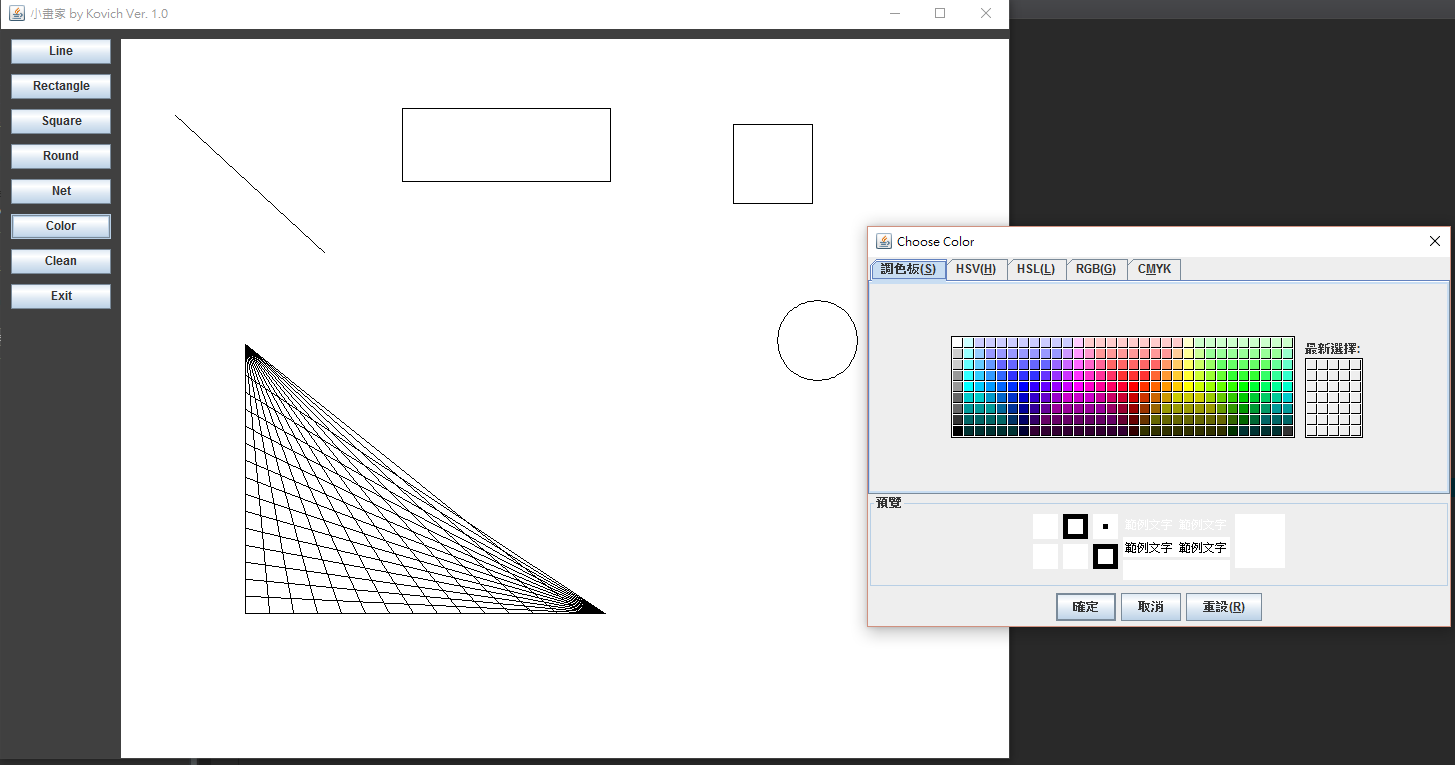 小畫家 by Kovich Ver. 1.0
Line
Rectangle
Square
Round
Net
Color
Clean
Exit
Choose Color
調色板(S) HSV(H) HSL(L) RGB(G) CMYK
最新選擇:
預覽
範例文字 範例文字
範例文字 範例文字
確定 取消 重設(R)